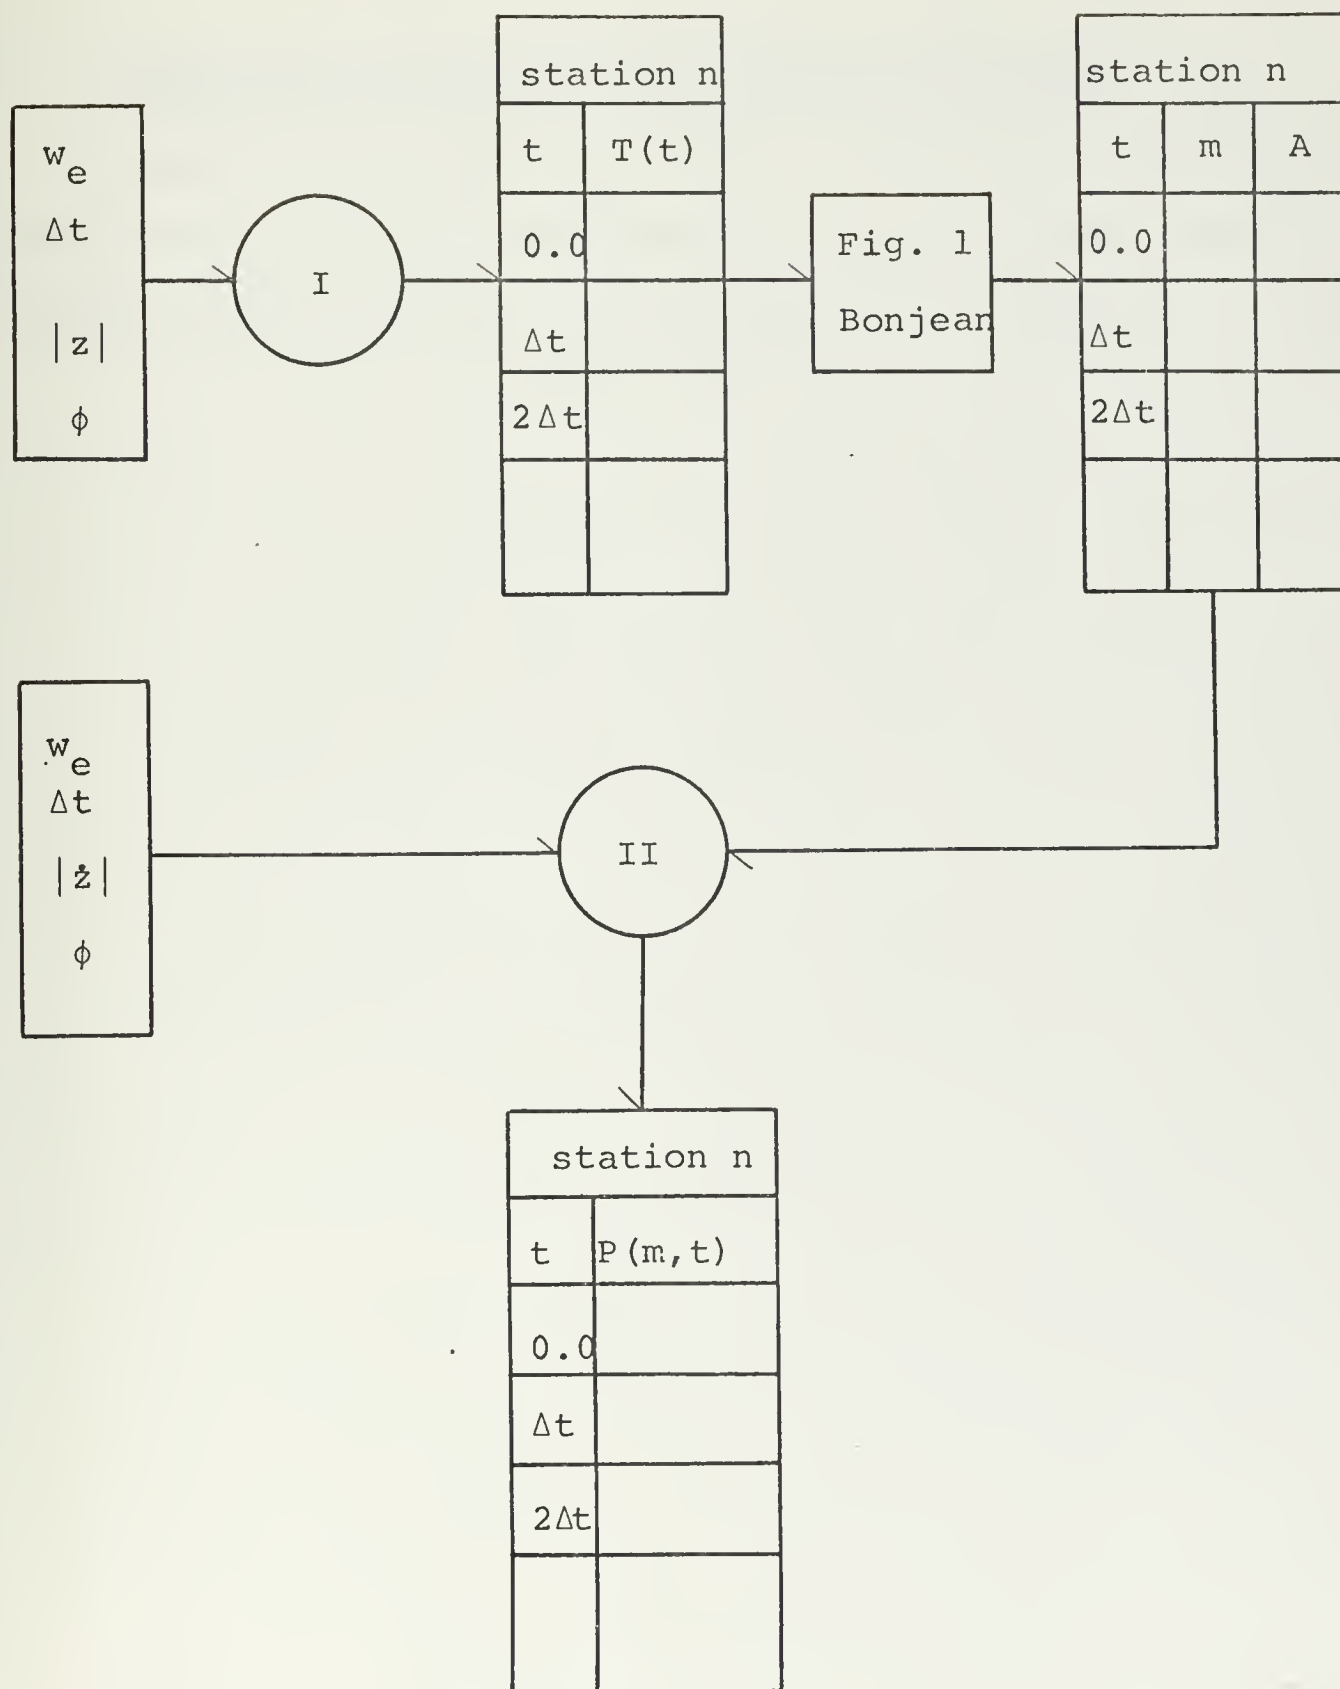 w_e
Δt
|z|
ϕ
I
station n
t T(t)
0.0
Δt
2Δt
Fig. 1
Bonjean
station n
t m A
0.0
Δt
2Δt
w_e
Δt
|ż|
ϕ
II
station n
t P(m,t)
0.0
Δt
2Δt